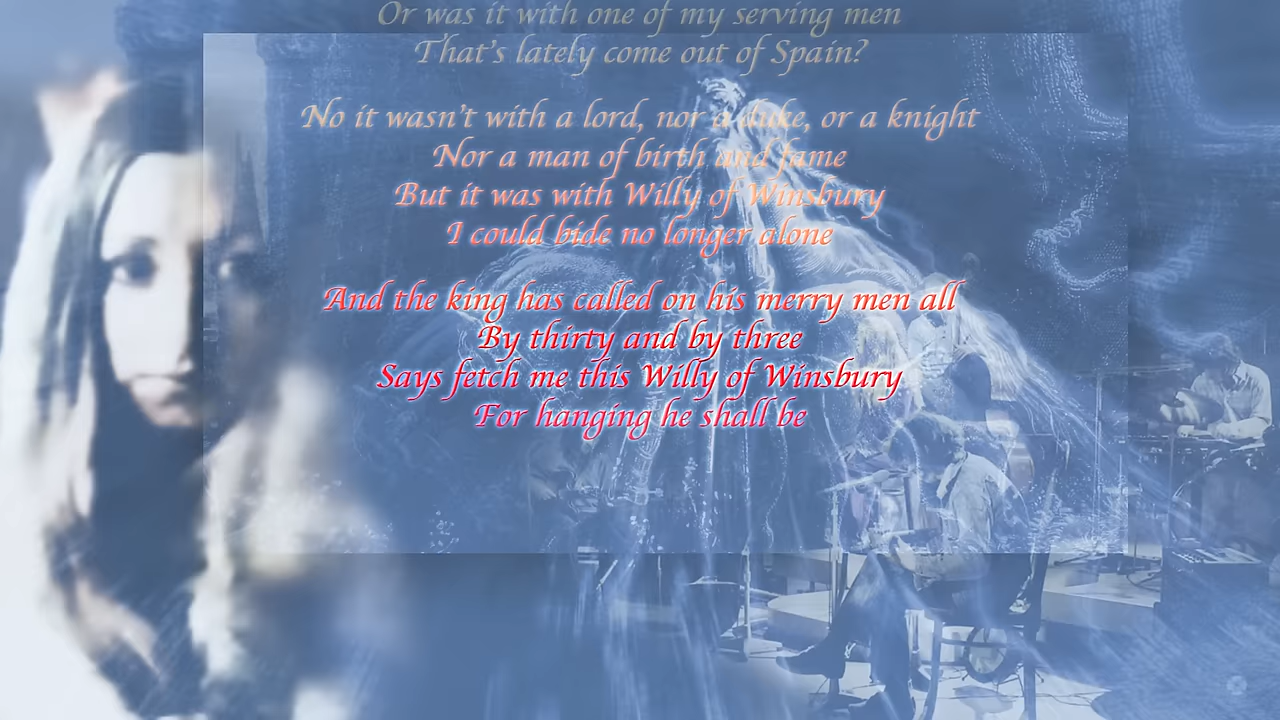 Or was it with one of my serving men
That's lately come out of Spain?
No it wasn't with a lord, nor a duke, or a knight
Nor a man of birth and fame
But it was with Willy of Winsbury
I could bide no longer alone
And the king has called on his merry men all
By thirty and by three
Says fetch me this Willy of Winsbury
For hanging he shall be